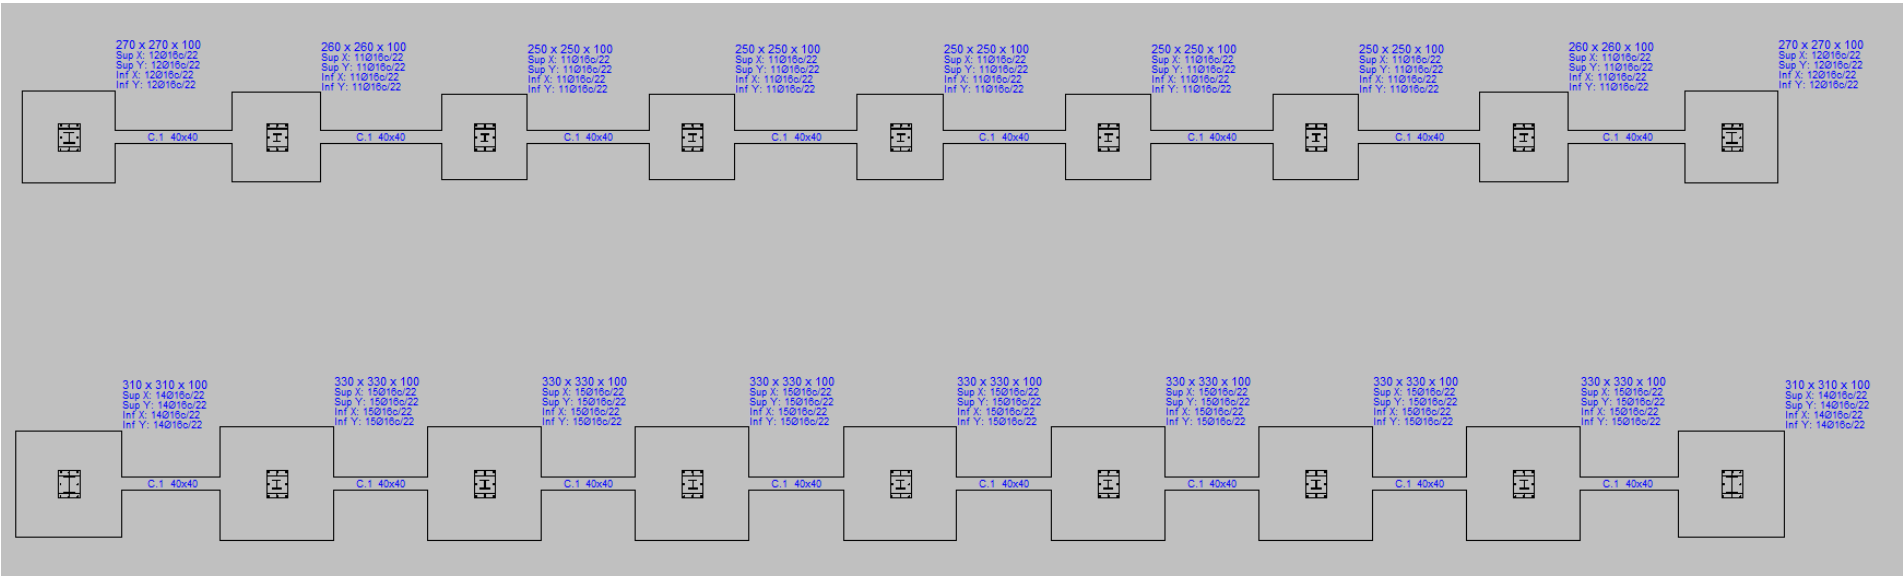 270 x 270 x 100
Sup X: 12Ø16c/22
Sup Y: 12Ø16c/22
Inf X: 12Ø16c/22
Inf Y: 12Ø16c/22
260 x 260 x 100
Sup X: 11Ø16c/22
Sup Y: 11Ø16c/22
Inf X: 11Ø16c/22
Inf Y: 11Ø16c/22
250 x 250 x 100
Sup X: 11Ø16c/22
Sup Y: 11Ø16c/22
Inf X: 11Ø16c/22
Inf Y: 11Ø16c/22
250 x 250 x 100
Sup X: 11Ø16c/22
Sup Y: 11Ø16c/22
Inf X: 11Ø16c/22
Inf Y: 11Ø16c/22
250 x 250 x 100
Sup X: 11Ø16c/22
Sup Y: 11Ø16c/22
Inf X: 11Ø16c/22
Inf Y: 11Ø16c/22
250 x 250 x 100
Sup X: 11Ø16c/22
Sup Y: 11Ø16c/22
Inf X: 11Ø16c/22
Inf Y: 11Ø16c/22
250 x 250 x 100
Sup X: 11Ø16c/22
Sup Y: 11Ø16c/22
Inf X: 11Ø16c/22
Inf Y: 11Ø16c/22
260 x 260 x 100
Sup X: 11Ø16c/22
Sup Y: 11Ø16c/22
Inf X: 11Ø16c/22
Inf Y: 11Ø16c/22
270 x 270 x 100
Sup X: 12Ø16c/22
Sup Y: 12Ø16c/22
Inf X: 12Ø16c/22
Inf Y: 12Ø16c/22
C.1 40x40
C.1 40x40
C.1 40x40
C.1 40x40
C.1 40x40
C.1 40x40
C.1 40x40
C.1 40x40
310 x 310 x 100
Sup X: 14Ø16c/22
Sup Y: 14Ø16c/22
Inf X: 14Ø16c/22
Inf Y: 14Ø16c/22
330 x 330 x 100
Sup X: 15Ø16c/22
Sup Y: 15Ø16c/22
Inf X: 15Ø16c/22
Inf Y: 15Ø16c/22
330 x 330 x 100
Sup X: 15Ø16c/22
Sup Y: 15Ø16c/22
Inf X: 15Ø16c/22
Inf Y: 15Ø16c/22
330 x 330 x 100
Sup X: 15Ø16c/22
Sup Y: 15Ø16c/22
Inf X: 15Ø16c/22
Inf Y: 15Ø16c/22
330 x 330 x 100
Sup X: 15Ø16c/22
Sup Y: 15Ø16c/22
Inf X: 15Ø16c/22
Inf Y: 15Ø16c/22
330 x 330 x 100
Sup X: 15Ø16c/22
Sup Y: 15Ø16c/22
Inf X: 15Ø16c/22
Inf Y: 15Ø16c/22
330 x 330 x 100
Sup X: 15Ø16c/22
Sup Y: 15Ø16c/22
Inf X: 15Ø16c/22
Inf Y: 15Ø16c/22
330 x 330 x 100
Sup X: 15Ø16c/22
Sup Y: 15Ø16c/22
Inf X: 15Ø16c/22
Inf Y: 15Ø16c/22
310 x 310 x 100
Sup X: 14Ø16c/22
Sup Y: 14Ø16c/22
Inf X: 14Ø16c/22
Inf Y: 14Ø16c/22
C.1 40x40
C.1 40x40
C.1 40x40
C.1 40x40
C.1 40x40
C.1 40x40
C.1 40x40
C.1 40x40